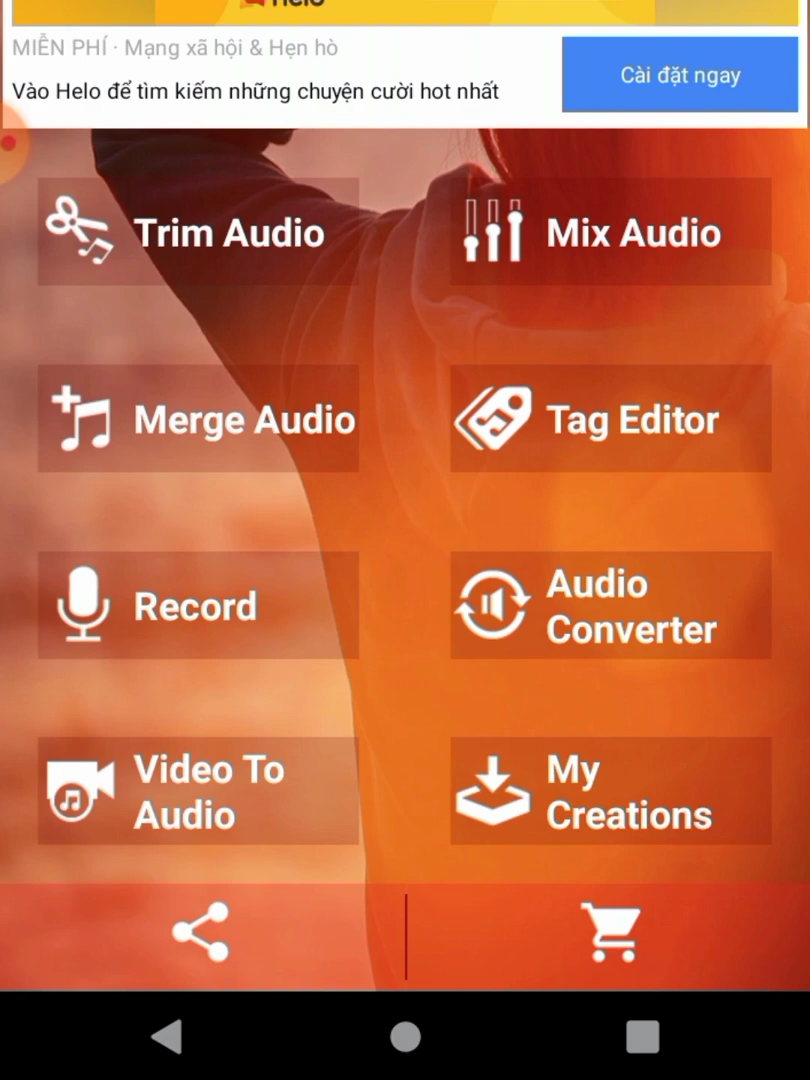 Helo
MIỄN PHÍ · Mạng xã hội & Hẹn hò
Vào Helo để tìm kiếm những chuyện cười hot nhất
Cài đặt ngay
Trim Audio
Mix Audio
Merge Audio
Tag Editor
Record
Audio
Converter
Video To
Audio
My
Creations